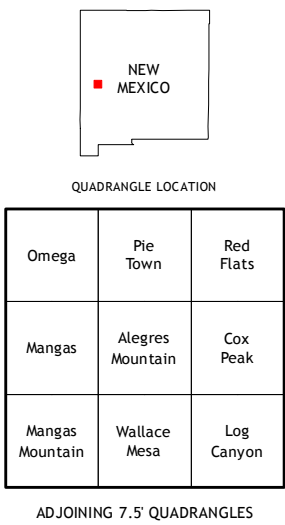 NEW
MEXICO
QUADRANGLE LOCATION
Omega
Pie
Town
Red
Flats
Mangas
Alegres
Mountain
Cox
Peak
Mangas
Mountain
Wallace
Mesa
Log
Canyon
ADJOINING 7.5' QUADRANGLES